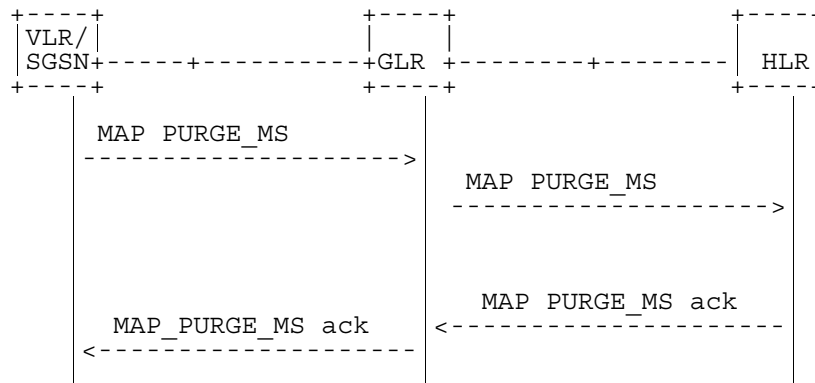 VLR/
SGSN
GLR
HLR
MAP PURGE_MS
MAP PURGE_MS
MAP PURGE_MS ack
MAP_PURGE_MS ack